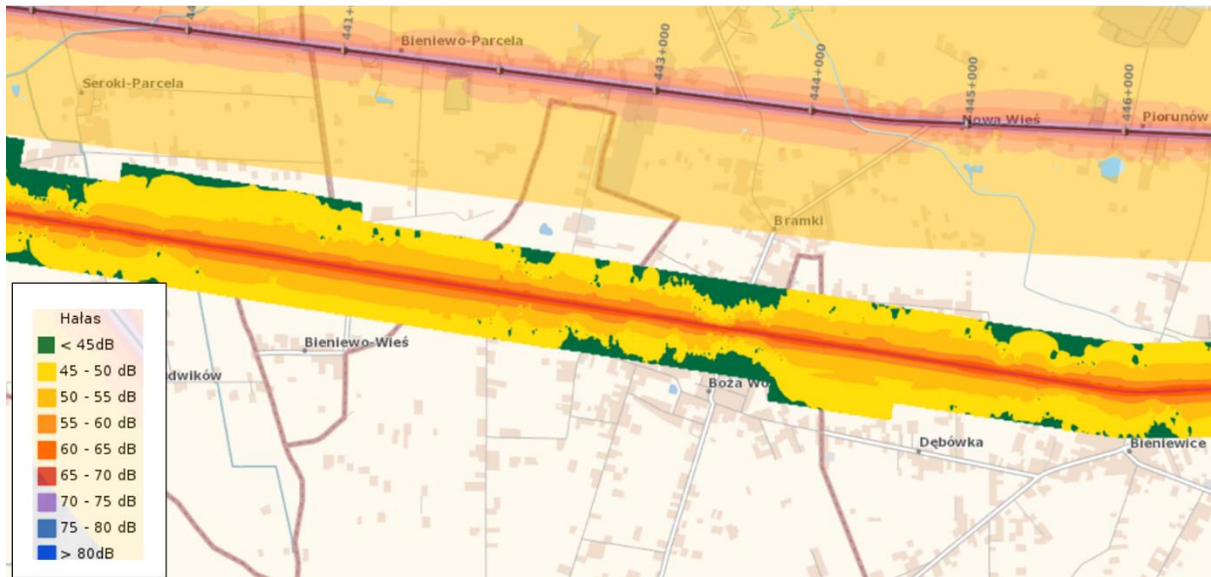 441+000
Bieniewo-Parcela
443+000
444+000
445+000
446+000
Seroki-Parcela
Nowa Wieś
Piorunów
Bramki
Bieniewo-Wieś
Boża Wo
Dębówka
Bieniewice
Hałas
< 45dB
45 - 50 dB
50 - 55 dB
55 - 60 dB
60 - 65 dB
65 - 70 dB
70 - 75 dB
75 - 80 dB
> 80dB